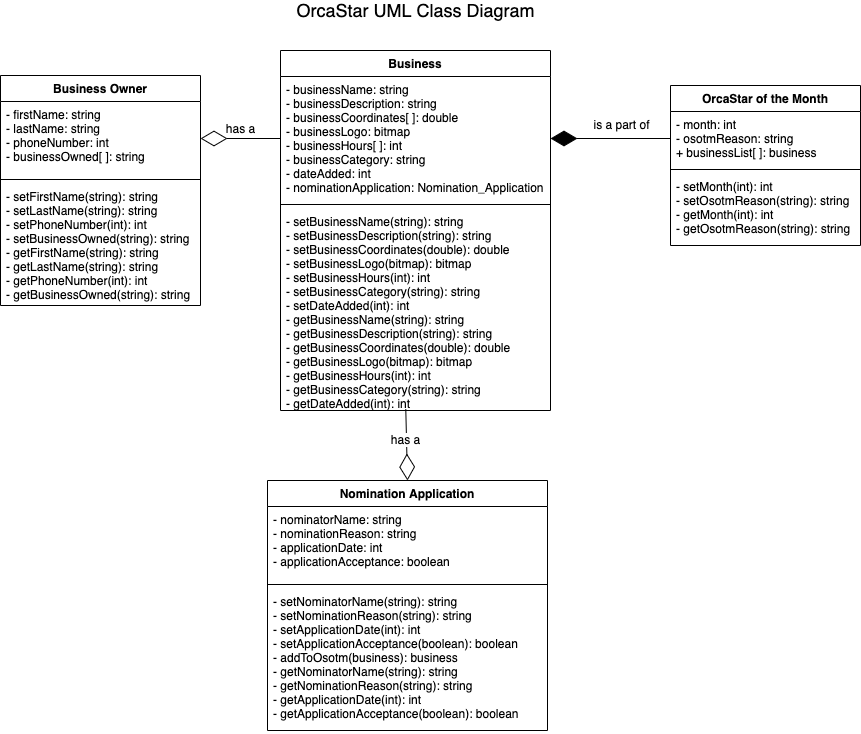 OrcaStar UML Class Diagram
Business Owner
- firstName: string
- lastName: string
- phoneNumber: int
- businessOwned[ ]: string
- setFirstName(string): string
- setLastName(string): string
- setPhoneNumber(int): int
- setBusinessOwned(string): string
- getFirstName(string): string
- getLastName(string): string
- getPhoneNumber(int): int
- getBusinessOwned(string): string
has a
Business
- businessName: string
- businessDescription: string
- businessCoordinates[ ]: double
- businessLogo: bitmap
- businessHours[ ]: int
- businessCategory: string
- dateAdded: int
- nominationApplication: Nomination_Application
- setBusinessName(string): string
- setBusinessDescription(string): string
- setBusinessCoordinates(double): double
- setBusinessLogo(bitmap): bitmap
- setBusinessHours(int): int
- setBusinessCategory(string): string
- setDateAdded(int): int
- getBusinessName(string): string
- getBusinessDescription(string): string
- getBusinessCoordinates(double): double
- getBusinessLogo(bitmap): bitmap
- getBusinessHours(int): int
- getBusinessCategory(string): string
- getDateAdded(int): int
is a part of
OrcaStar of the Month
- month: int
- osotmReason: string
+ businessList[ ]: business
- setMonth(int): int
- setOsotmReason(string): string
- getMonth(int): int
- getOsotmReason(string): string
has a
Nomination Application
- nominatorName: string
- nominationReason: string
- applicationDate: int
- applicationAcceptance: boolean
- setNominatorName(string): string
- setNominationReason(string): string
- setApplicationDate(int): int
- setApplicationAcceptance(boolean): boolean
- addToOsotm(business): business
- getNominatorName(string): string
- getNominationReason(string): string
- getApplicationDate(int): int
- getApplicationAcceptance(boolean): boolean